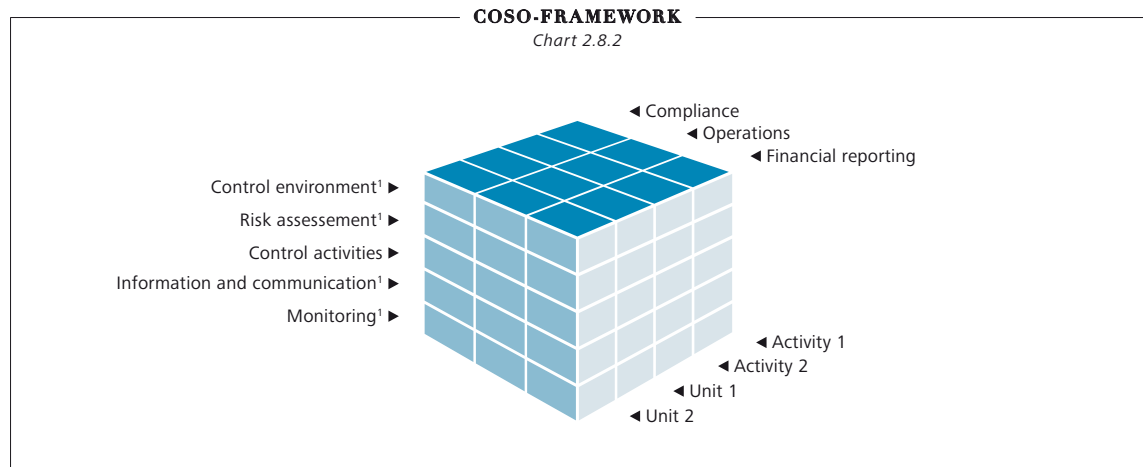 COSO-FRAMEWORK
Chart 2.8.2
◄ Compliance
◄ Operations
◄ Financial reporting
Control environment¹ ►
Risk assessement¹ ►
Control activities ►
Information and communication¹ ►
Monitoring¹ ►
◄ Activity 1
◄ Activity 2
◄ Unit 1
◄ Unit 2